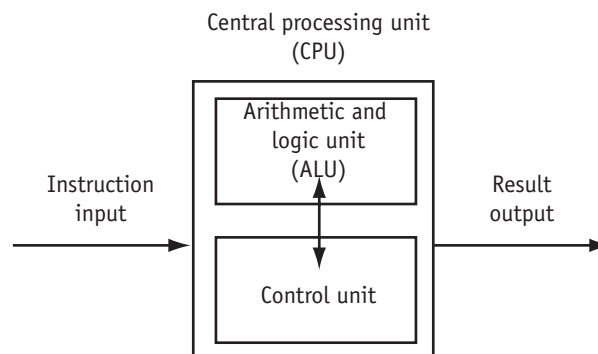 Central processing unit
(CPU)
Arithmetic and
logic unit
(ALU)
Instruction
input
Result
output
Control unit